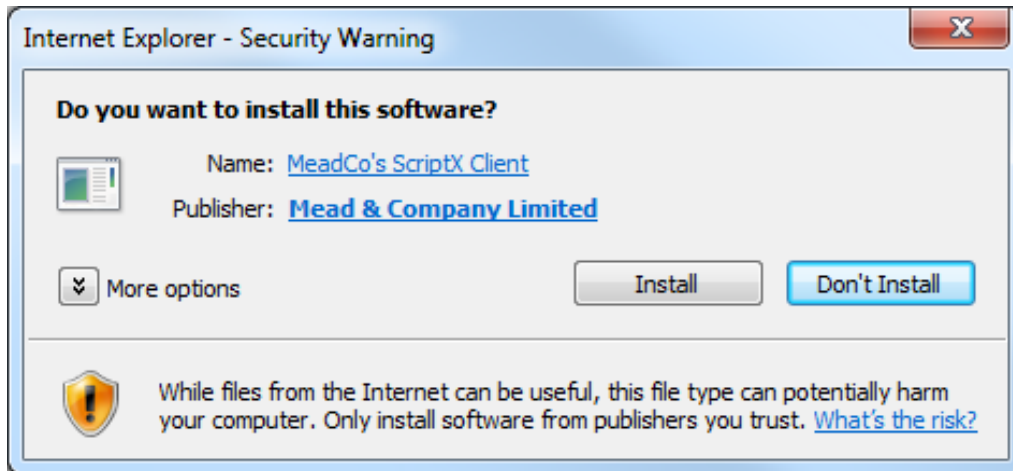 Internet Explorer - Security Warning
Do you want to install this software?
Name: MeadCo's ScriptX Client
Publisher: Mead & Company Limited
More options Install Don't Install
While files from the Internet can be useful, this file type can potentially harm
your computer. Only install software from publishers you trust. What's the risk?